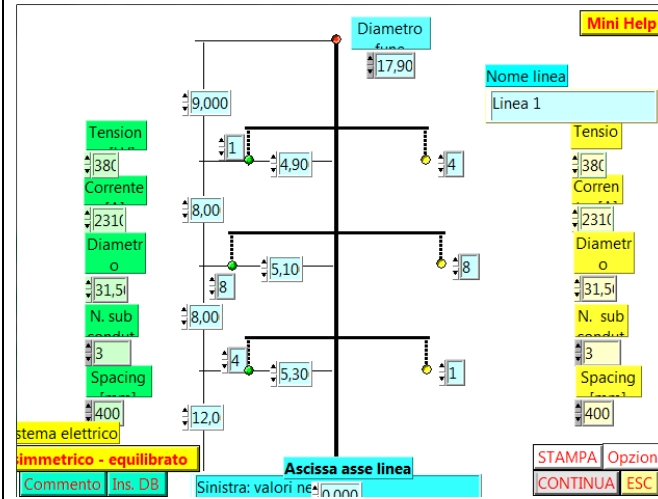 Mini Help
Diametro
17,90
Nome linea
Linea 1
9,000
Tension
380
Corrente
2310
Diametr
o
31,5
N. sub
3
Spacing
400
1
4,90
4
8,00
5,10
8
8
8,00
4
5,30
1
12,0
Tensio
380
Corren
2310
Diametr
o
31,5
N. sub
3
Spacing
400
stema elettrico
simmetrico - equilibrato
Commento
Ins. DB
Ascissa asse linea
Sinistra: valori ne
0,000
STAMPA
Opzion
CONTINUA
ESC